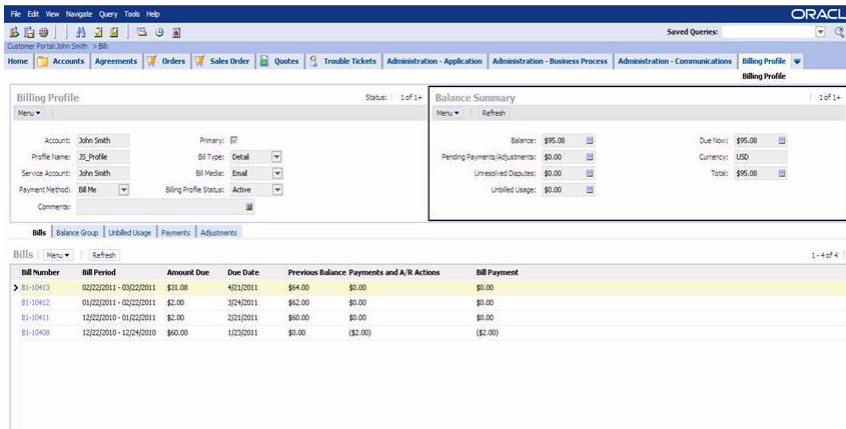 File Edit View Navigate Query Tools Help
ORACL
Saved Queries:
Customer Portal:John Smith > Bill:
Home Accounts Agreements Orders Sales Order Quotes Trouble Tickets Administration - Application Administration - Business Process Administration - Communications Billing Profile
Billing Profile
Billing Profile Status: 1 of 1+
Menu
Account: John Smith Primary:
Profile Name: JS_Profile Bill Type: Detail
Service Account: John Smith Bill Media: Email
Payment Method: Bill Me Billing Profile Status: Active
Comments:
Balance Summary 1 of 1+
Menu Refresh
Balance: $95.08 Due Now: $95.08
Pending Payments/Adjustments: $0.00 Currency: USD
Unresolved Disputes: $0.00 Total: $95.08
Unbilled Usage: $0.00
Bills Balance Group Unbilled Usage Payments Adjustments
Bills Menu Refresh 1 - 4 of 4
Bill Number Bill Period Amount Due Due Date Previous Balance Payments and A/R Actions Bill Payment
B1-10413 02/22/2011 - 03/22/2011 $31.08 4/21/2011 $64.00 $0.00 $0.00
B1-10412 01/22/2011 - 02/22/2011 $2.00 3/24/2011 $62.00 $0.00 $0.00
B1-10411 12/22/2010 - 01/22/2011 $2.00 2/21/2011 $60.00 $0.00 $0.00
B1-10408 12/22/2010 - 12/24/2010 $60.00 1/23/2011 $0.00 ($2.00) ($2.00)